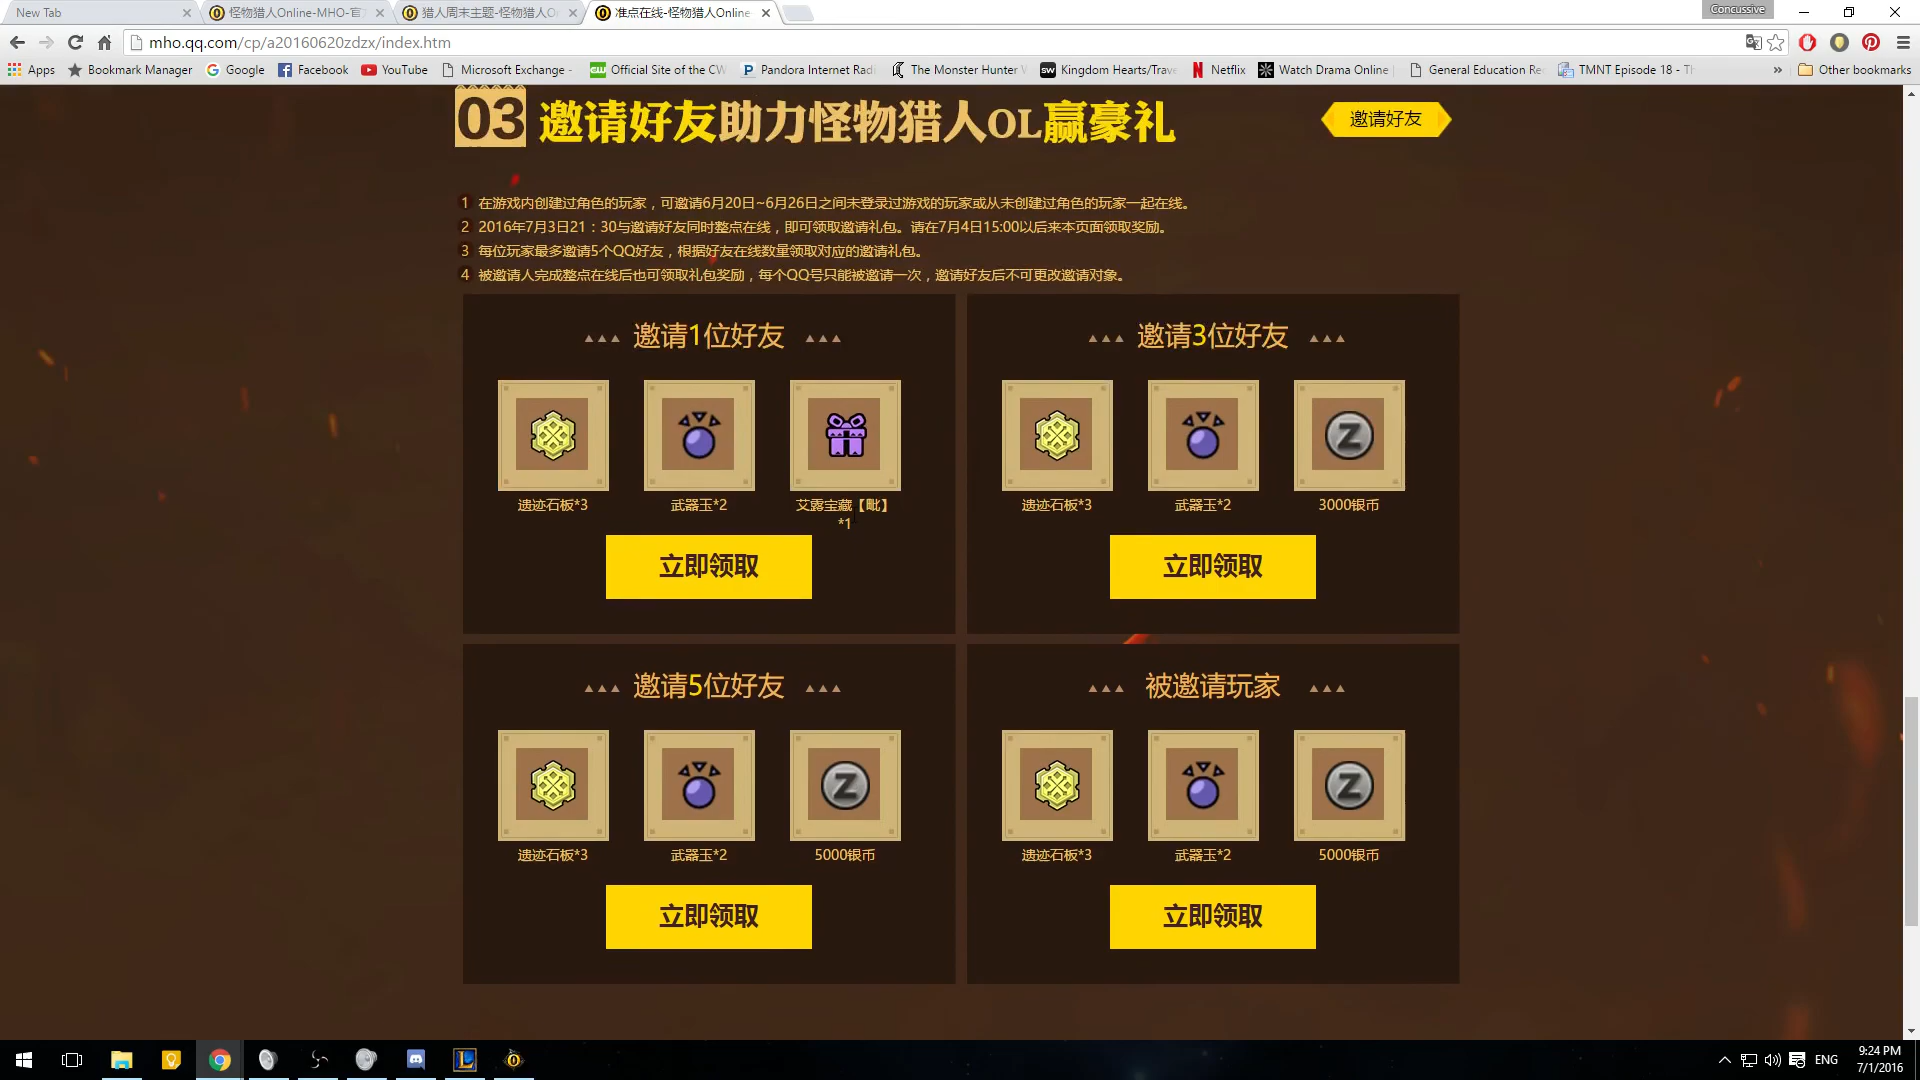 New Tab
怪物猎人Online-MHO-官
猎人周末主题-怪物猎人O
准点在线-怪物猎人Online
Concussive
mho.qq.com/cp/a20160620zdzx/index.htm
Apps
Bookmark Manager
Google
Facebook
YouTube
Microsoft Exchange -
Official Site of the CW
Pandora Internet Radi
The Monster Hunter
Kingdom Hearts/Trave
Netflix
Watch Drama Online
General Education Re
TMNT Episode 18 - Th
Other bookmarks
03 邀请好友助力怪物猎人OL赢豪礼
邀请好友
1 在游戏内创建过角色的玩家，可邀请6月20日~6月26日之间未登录过游戏的玩家或从未创建过角色的玩家一起在线。
2 2016年7月3日21：30与邀请好友同时整点在线，即可领取邀请礼包。请在7月4日15:00以后来本页面领取奖励。
3 每位玩家最多邀请5个QQ好友，根据好友在线数量领取对应的邀请礼包。
4 被邀请人完成整点在线后也可领取礼包奖励，每个QQ号只能被邀请一次，邀请好友后不可更改邀请对象。
邀请1位好友
遗迹石板*3
武器玉*2
艾露宝藏【毗】
*1
立即领取
邀请3位好友
遗迹石板*3
武器玉*2
3000银币
立即领取
邀请5位好友
遗迹石板*3
武器玉*2
5000银币
立即领取
被邀请玩家
遗迹石板*3
武器玉*2
5000银币
立即领取
ENG
9:24 PM
7/1/2016